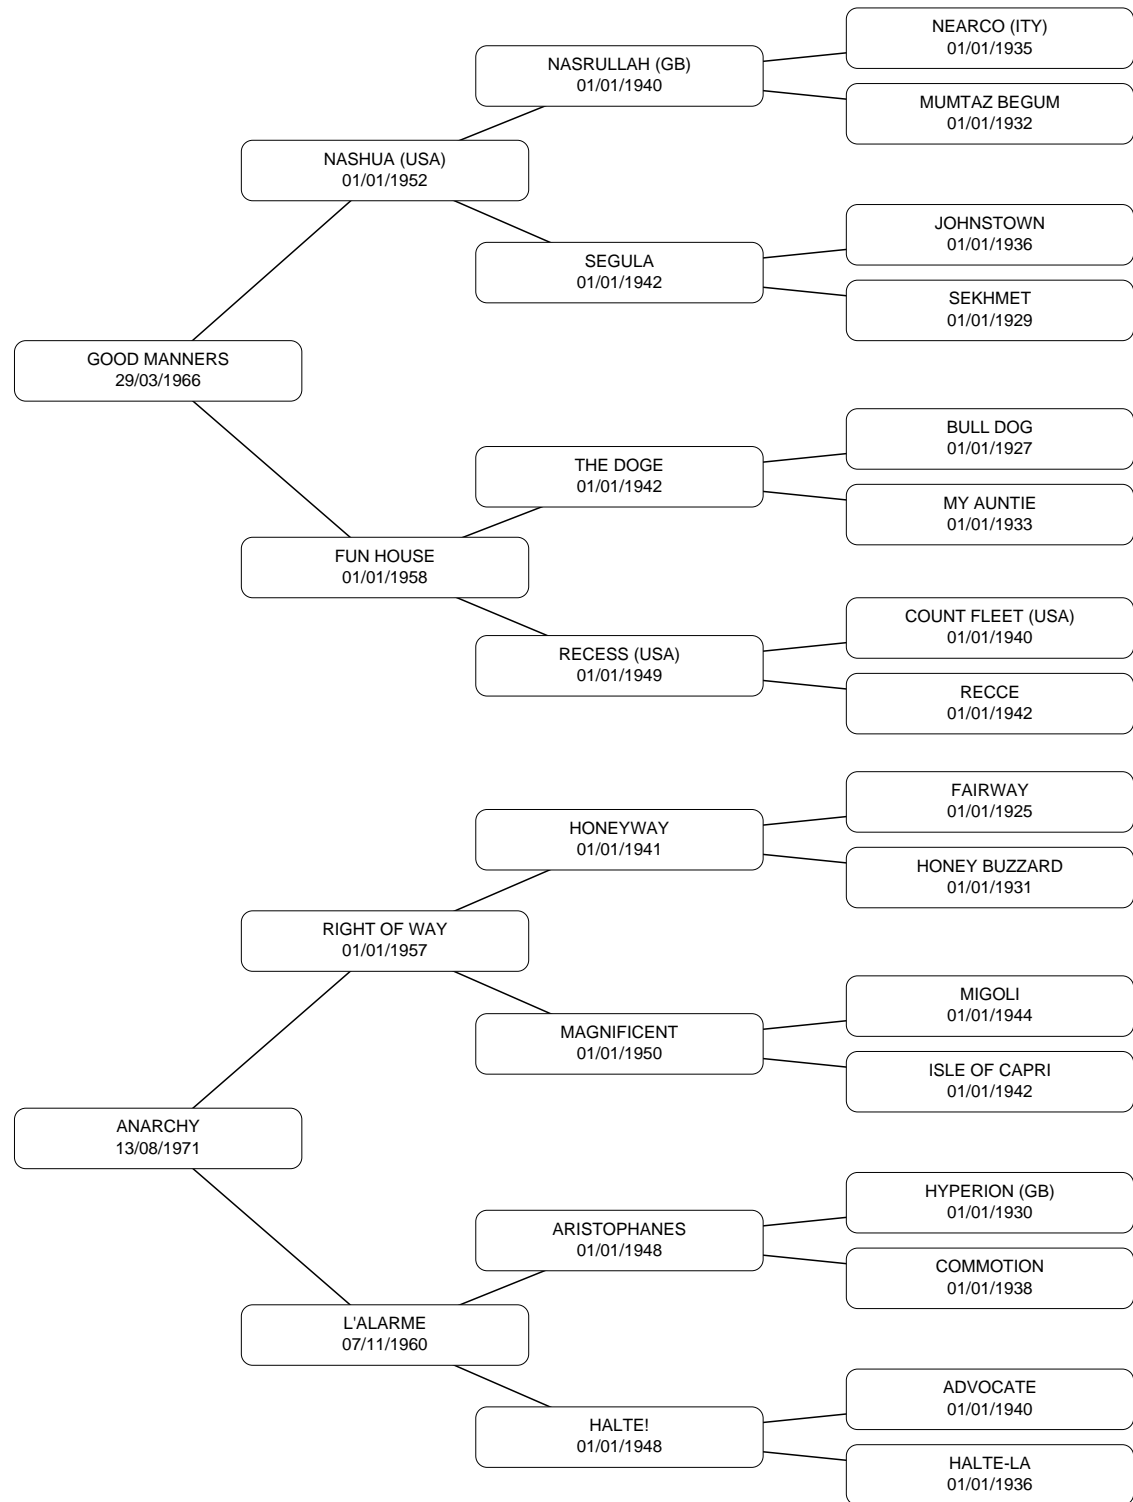 NEARCO (ITY)
01/01/1935
NASRULLAH (GB)
01/01/1940
MUMTAZ BEGUM
01/01/1932
NASHUA (USA)
01/01/1952
JOHNSTOWN
01/01/1936
SEGULA
01/01/1942
SEKHMET
01/01/1929
GOOD MANNERS
29/03/1966
BULL DOG
01/01/1927
THE DOGE
01/01/1942
MY AUNTIE
01/01/1933
FUN HOUSE
01/01/1958
COUNT FLEET (USA)
01/01/1940
RECESS (USA)
01/01/1949
RECCE
01/01/1942
FAIRWAY
01/01/1925
HONEYWAY
01/01/1941
HONEY BUZZARD
01/01/1931
RIGHT OF WAY
01/01/1957
MIGOLI
01/01/1944
MAGNIFICENT
01/01/1950
ISLE OF CAPRI
01/01/1942
ANARCHY
13/08/1971
HYPERION (GB)
01/01/1930
ARISTOPHANES
01/01/1948
COMMOTION
01/01/1938
L'ALARME
07/11/1960
ADVOCATE
01/01/1940
HALTE!
01/01/1948
HALTE-LA
01/01/1936